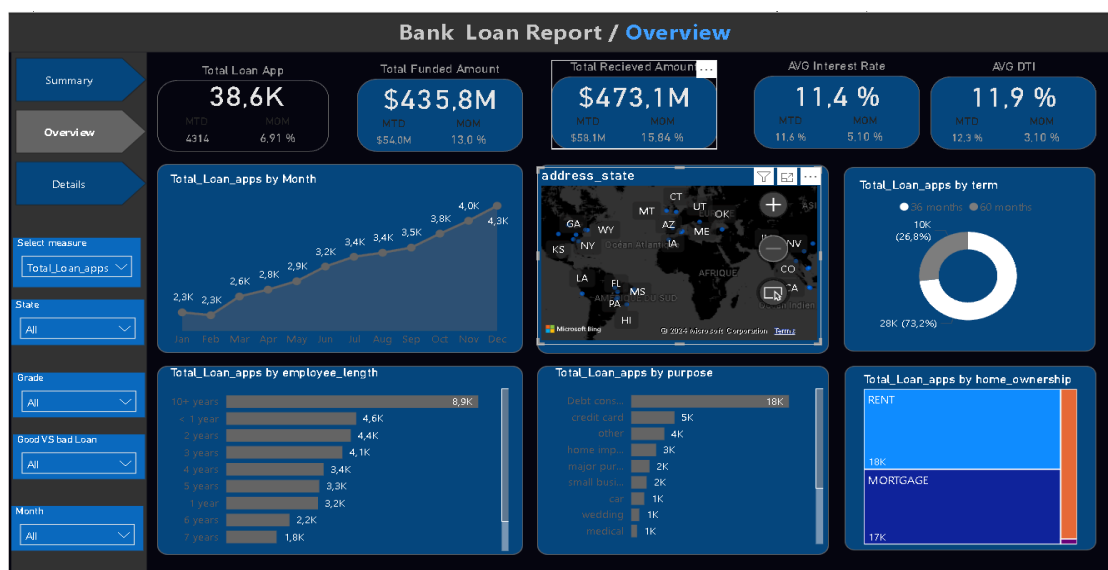 Bank Loan Report / Overview
Summary
Overview
Details
Total Loan App
38,6K
MTD
MOM
4314
6,91 %
Total Funded Amount
$435,8M
MTD
MOM
$54,0M
13,0 %
Total Recieved Amount
$473,1M
MTD
MOM
$58,1M
15,84 %
AVG Interest Rate
11,4 %
MTD
MOM
11,6 %
5,10 %
AVG DTI
11,9 %
MTD
MOM
12,3 %
3,10 %
Select measure
Total_Loan_apps
State
All
Grade
All
Good VS bad Loan
All
Month
All
Total_Loan_apps by Month
2,3K
2,3K
2,6K
2,8K
2,9K
3,2K
3,4K
3,4K
3,5K
3,8K
4,0K
4,3K
Jan Feb Mar Apr May Jun Jul Aug Sep Oct Nov Dec
address_state
CT
MT
UT
OK
GA
WY
AZ
ME
KS
NY
Océan Atlantique
IA
NV
AFRIQUE
CO
LA
FL
MS
CA
PA
HI
Microsoft Bing
© 2024 Microsoft Corporation Terms
Total_Loan_apps by term
36 months 60 months
10K
(26,8%)
28K (73,2%)
Total_Loan_apps by employee_length
10+ years 8,9K
< 1 year 4,6K
2 years 4,4K
3 years 4,1K
4 years 3,4K
5 years 3,3K
1 year 3,2K
6 years 2,2K
7 years 1,8K
Total_Loan_apps by purpose
Debt cons... 18K
credit card 5K
other 4K
home imp... 3K
major pur... 2K
small busi... 2K
car 1K
wedding 1K
medical 1K
Total_Loan_apps by home_ownership
RENT
18K
MORTGAGE
17K